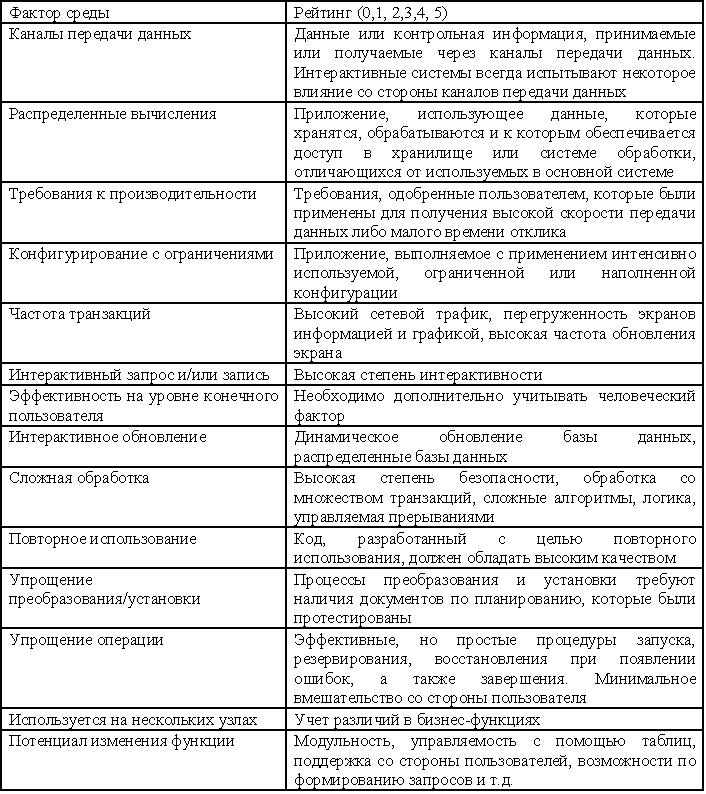 Фактор среды
Рейтинг (0,1, 2,3,4, 5)
Каналы передачи данных
Данные или контрольная информация, принимаемые
или получаемые через каналы передачи данных.
Интерактивные системы всегда испытывают некоторое
влияние со стороны каналов передачи данных
Распределенные вычисления
Приложение, использующее данные, которые
хранятся, обрабатываются и к которым обеспечивается
доступ в хранилище или системе обработки,
отличающихся от используемых в основной системе
Требования к производительности
Требования, одобренные пользователем, которые были
применены для получения высокой скорости передачи
данных либо малого времени отклика
Конфигурирование с ограничениями
Приложение, выполняемое с применением интенсивно
используемой, ограниченной или наполненной
конфигурации
Частота транзакций
Высокий сетевой трафик, перегруженность экранов
информацией и графикой, высокая частота обновления
экрана
Интерактивный запрос и/или запись
Высокая степень интерактивности
Эффективность на уровне конечного
пользователя
Необходимо дополнительно учитывать человеческий
фактор
Интерактивное обновление
Динамическое обновление базы данных,
распределенные базы данных
Сложная обработка
Высокая степень безопасности, обработка со
множеством транзакций, сложные алгоритмы, логика,
управляемая прерываниями
Повторное использование
Код, разработанный с целью повторного
использования, должен обладать высоким качеством
Упрощение
преобразования/установки
Процессы преобразования и установки требуют
наличия документов по планированию, которые были
протестированы
Упрощение операции
Эффективные, но простые процедуры запуска,
резервирования, восстановления при появлении
ошибок, а также завершения. Минимальное
вмешательство со стороны пользователя
Используется на нескольких узлах
Учет различий в бизнес-функциях
Потенциал изменения функции
Модульность, управляемость с помощью таблиц,
поддержка со стороны пользователей, возможности по
формированию запросов и т.д.